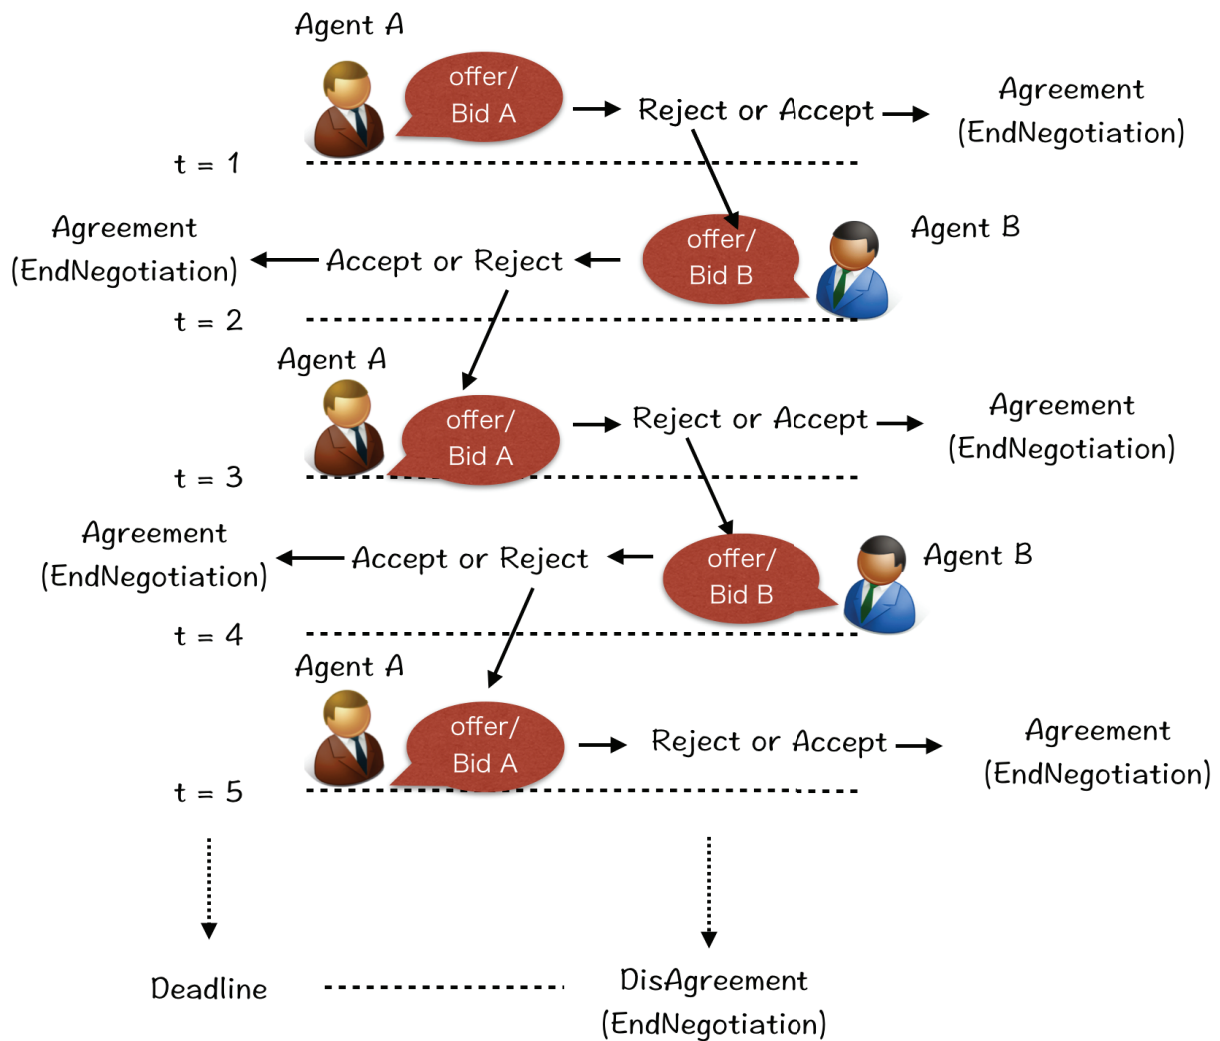 Agent A
offer/
Bid A
Reject or Accept
Agreement
(EndNegotiation)
t = 1
Agreement
(EndNegotiation)
Accept or Reject
offer/
Bid B
Agent B
t = 2
Agent A
offer/
Bid A
Reject or Accept
Agreement
(EndNegotiation)
t = 3
Agreement
(EndNegotiation)
Accept or Reject
offer/
Bid B
Agent B
t = 4
Agent A
offer/
Bid A
Reject or Accept
Agreement
(EndNegotiation)
t = 5
Deadline
DisAgreement
(EndNegotiation)